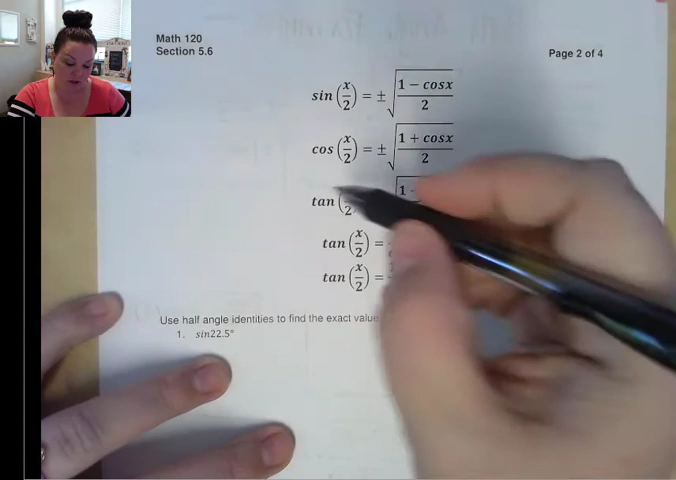 Math 120
Section 5.6
Page 2 of 4
sin(x/2) = ±√((1 − cosx)/2)
cos(x/2) = ±√((1 + cosx)/2)
tan
tan(x/2) =
tan(x/2) =
Use half angle identities to find the exact value
1. sin22.5°